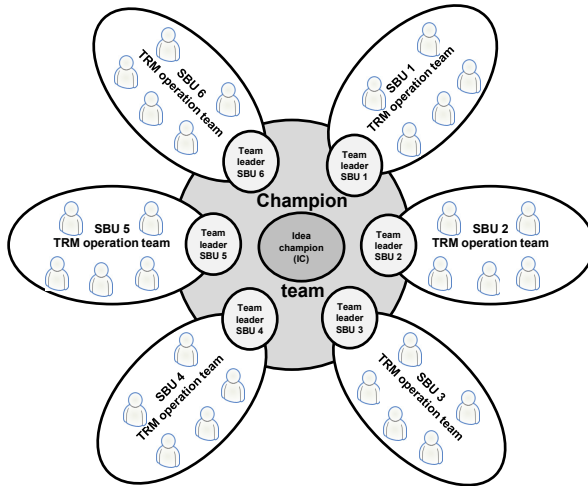 SBU 6
TRM operation team
SBU 1
TRM operation team
Team
leader
SBU 6
Team
leader
SBU 1
Champion
SBU 5
TRM operation team
Team
leader
SBU 5
Idea
champion
(IC)
Team
leader
SBU 2
SBU 2
TRM operation team
team
Team
leader
SBU 4
Team
leader
SBU 3
SBU 4
TRM operation team
SBU 3
TRM operation team